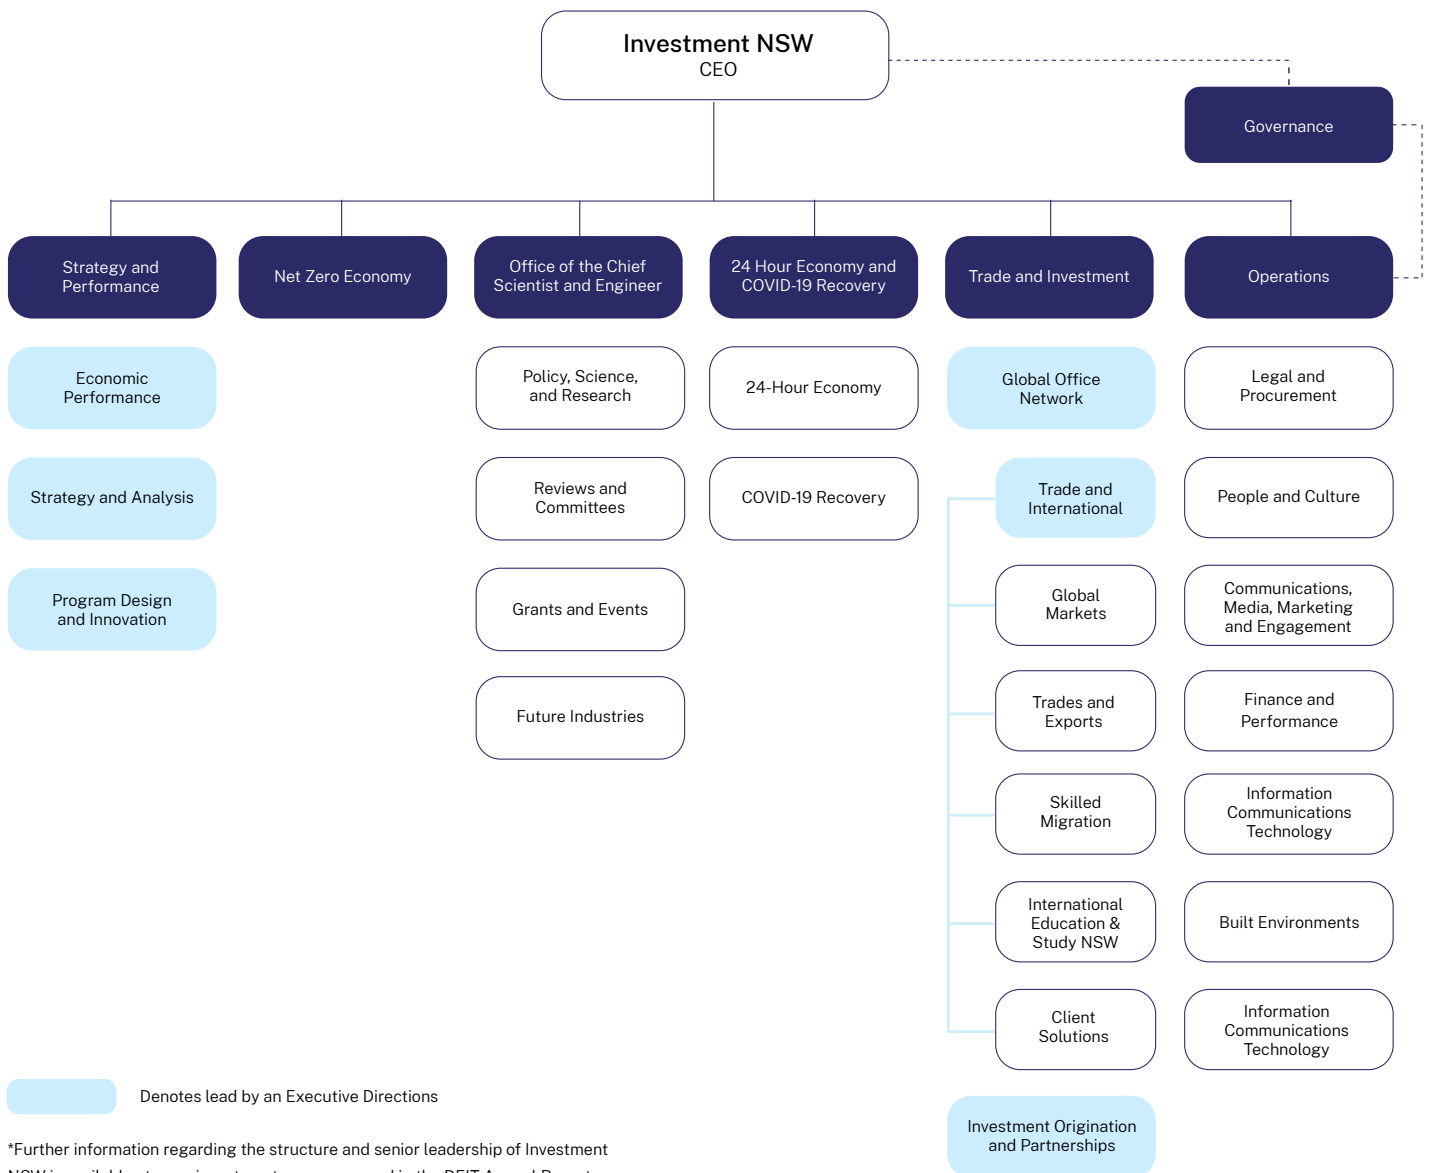 Investment NSW
CEO
Governance
Strategy and
Performance
Net Zero Economy
Office of the Chief
Scientist and Engineer
24 Hour Economy and
COVID-19 Recovery
Trade and Investment
Operations
Economic
Performance
Strategy and Analysis
Program Design
and Innovation
Policy, Science,
and Research
Reviews and
Committees
Grants and Events
Future Industries
24-Hour Economy
COVID-19 Recovery
Global Office
Network
Trade and
International
Global
Markets
Trades and
Exports
Skilled
Migration
International
Education &
Study NSW
Client
Solutions
Investment Origination
and Partnerships
Legal and
Procurement
People and Culture
Communications,
Media, Marketing
and Engagement
Finance and
Performance
Information
Communications
Technology
Built Environments
Information
Communications
Technology
Denotes lead by an Executive Directions
*Further information regarding the structure and senior leadership of Investment